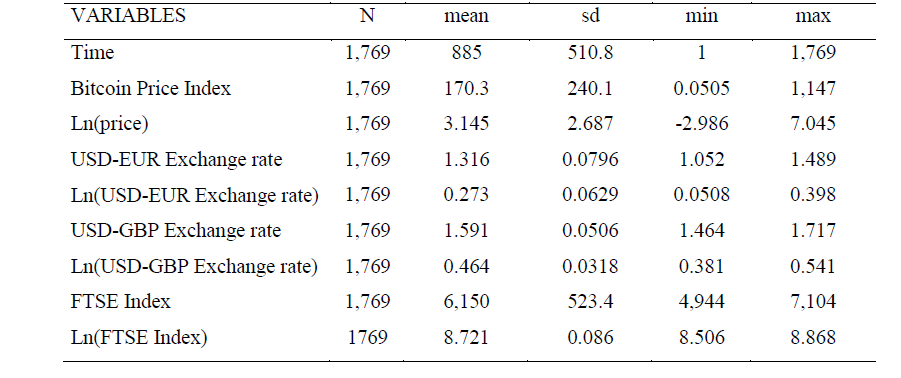 VARIABLES N mean sd min max
Time 1,769 885 510.8 1 1,769
Bitcoin Price Index 1,769 170.3 240.1 0.0505 1,147
Ln(price) 1,769 3.145 2.687 -2.986 7.045
USD-EUR Exchange rate 1,769 1.316 0.0796 1.052 1.489
Ln(USD-EUR Exchange rate) 1,769 0.273 0.0629 0.0508 0.398
USD-GBP Exchange rate 1,769 1.591 0.0506 1.464 1.717
Ln(USD-GBP Exchange rate) 1,769 0.464 0.0318 0.381 0.541
FTSE Index 1,769 6,150 523.4 4,944 7,104
Ln(FTSE Index) 1769 8.721 0.086 8.506 8.868